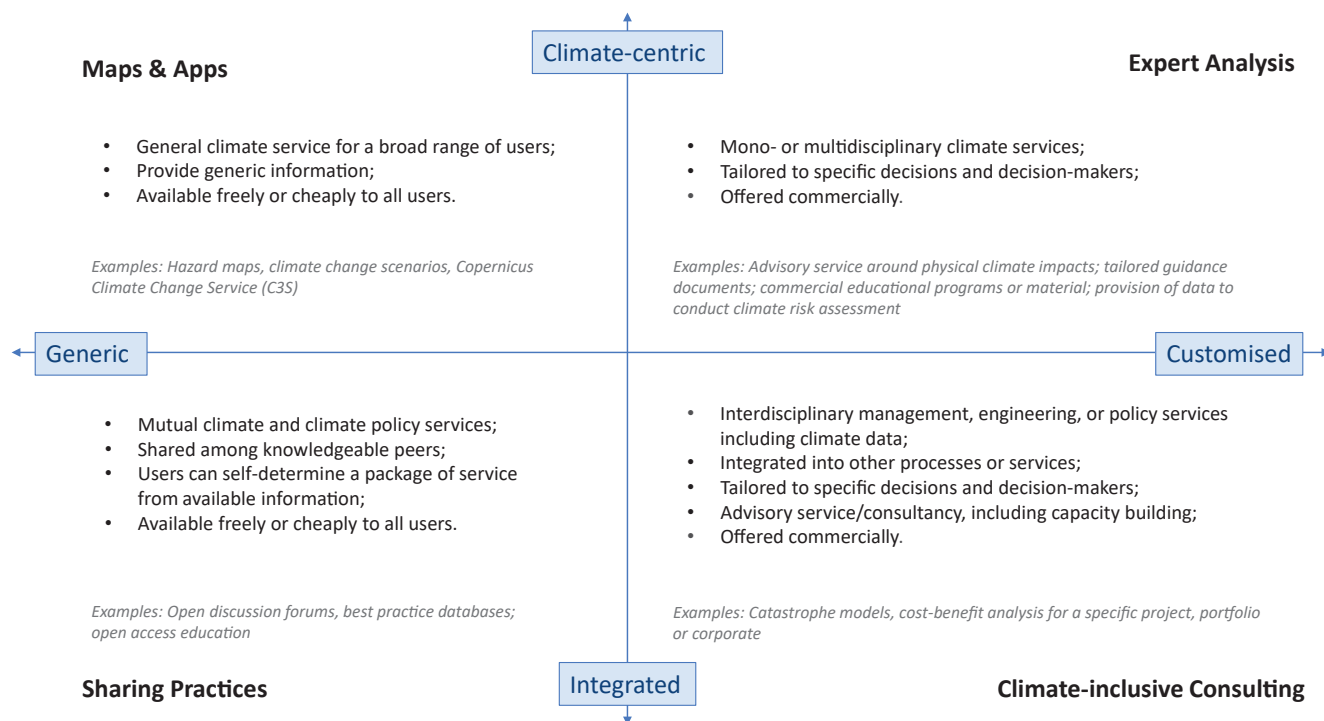 Climate-centric
Maps & Apps
Expert Analysis
• General climate service for a broad range of users;
• Provide generic information;
• Available freely or cheaply to all users.
• Mono- or multidisciplinary climate services;
• Tailored to specific decisions and decision-makers;
• Offered commercially.
Examples: Hazard maps, climate change scenarios, Copernicus
Climate Change Service (C3S)
Examples: Advisory service around physical climate impacts; tailored guidance
documents; commercial educational programs or material; provision of data to
conduct climate risk assessment
Generic
Customised
• Mutual climate and climate policy services;
• Shared among knowledgeable peers;
• Users can self-determine a package of service
from available information;
• Available freely or cheaply to all users.
• Interdisciplinary management, engineering, or policy services
including climate data;
• Integrated into other processes or services;
• Tailored to specific decisions and decision-makers;
• Advisory service/consultancy, including capacity building;
• Offered commercially.
Examples: Open discussion forums, best practice databases;
open access education
Examples: Catastrophe models, cost-benefit analysis for a specific project, portfolio
or corporate
Sharing Practices
Integrated
Climate-inclusive Consulting